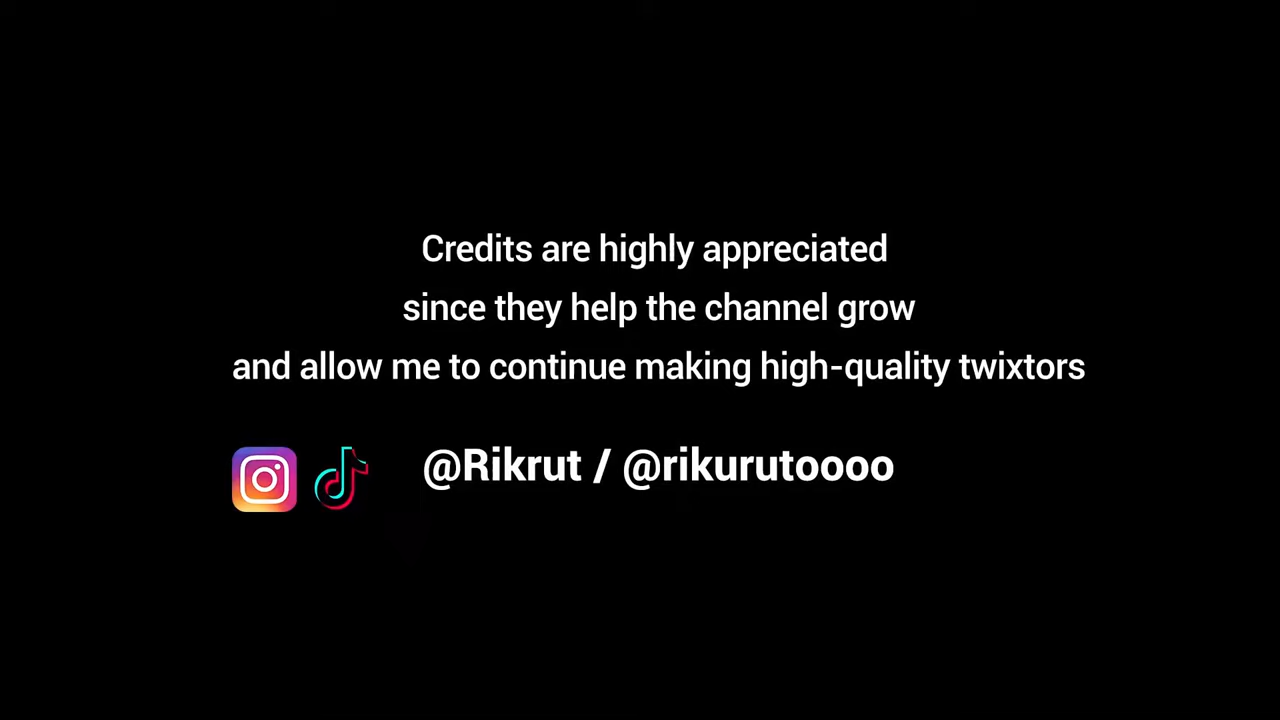 Credits are highly appreciated
since they help the channel grow
and allow me to continue making high-quality twixtors
@Rikrut / @rikurutoooo